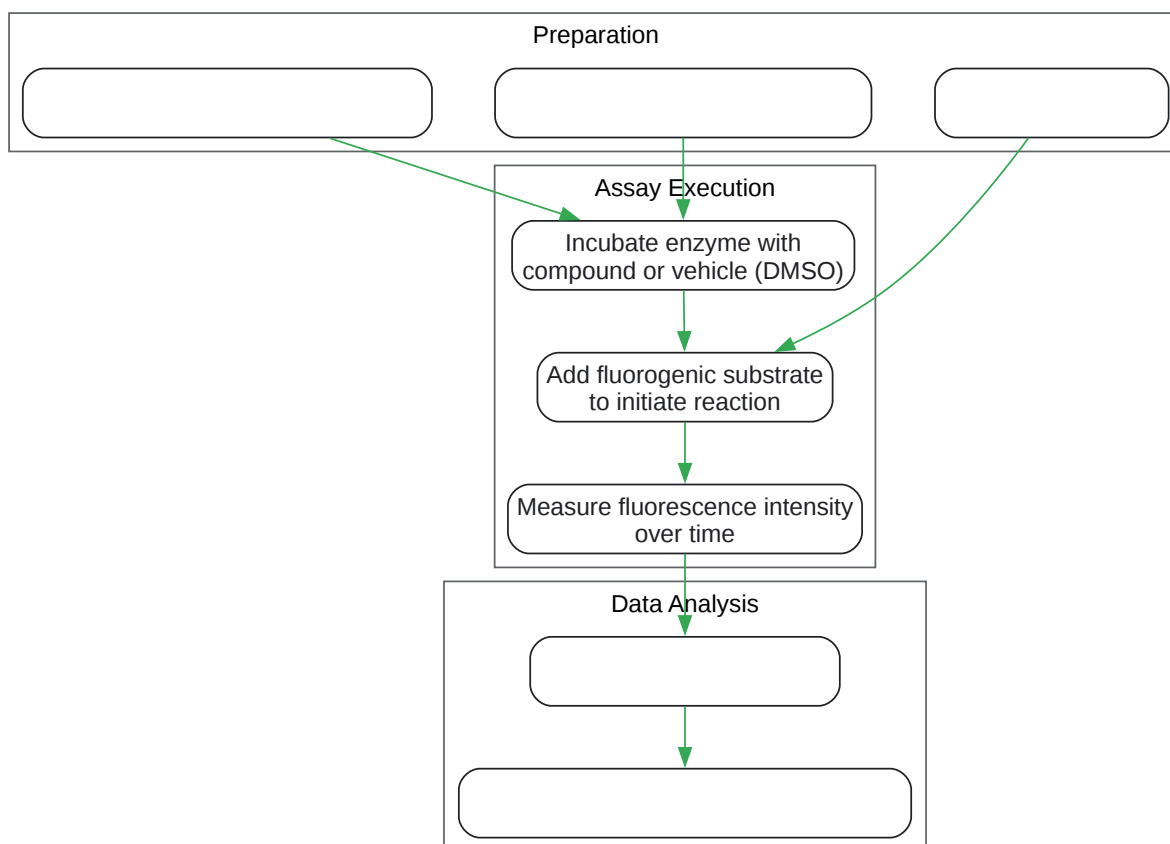 Preparation
Assay Execution
Incubate enzyme with
compound or vehicle (DMSO)
Add fluorogenic substrate
to initiate reaction
Measure fluorescence intensity
over time
Data Analysis